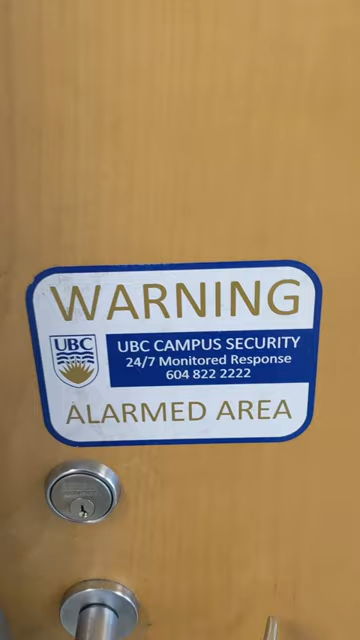 WARNING
UBC
UBC CAMPUS SECURITY
24/7 Monitored Response
604 822 2222
ALARMED AREA